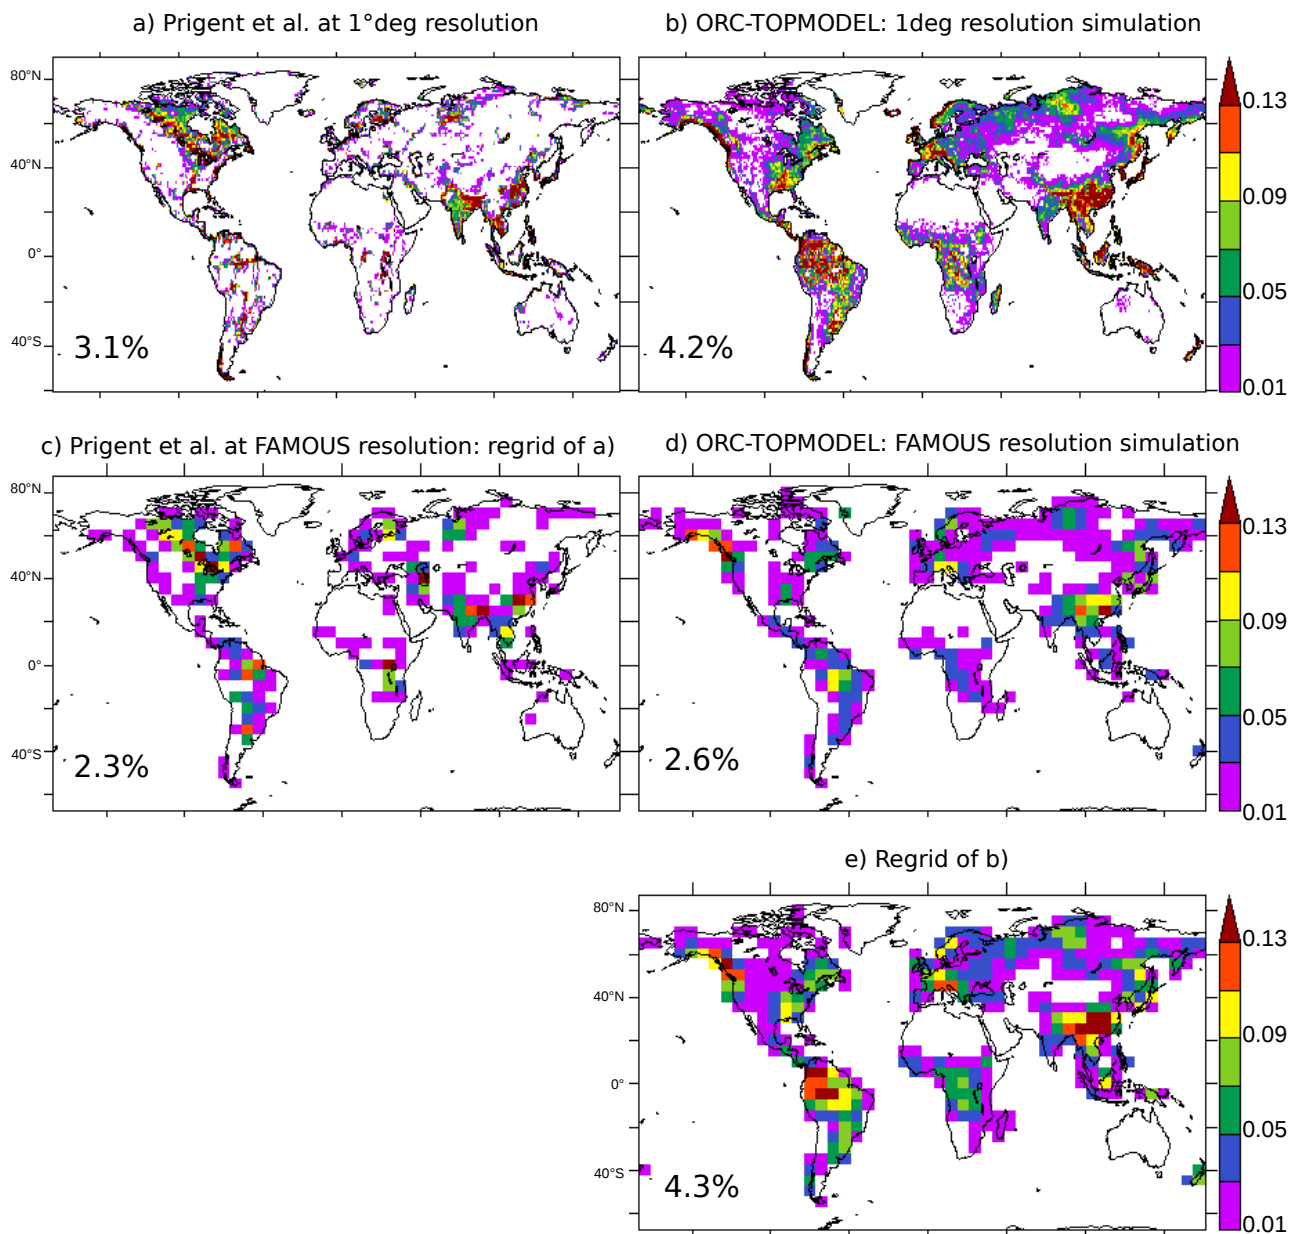 a) Prigent et al. at 1°deg resolution
b) ORC-TOPMODEL: 1deg resolution simulation
80°N
40°N
0°
40°S
3.1%
4.2%
0.13
0.09
0.05
0.01
c) Prigent et al. at FAMOUS resolution: regrid of a)
d) ORC-TOPMODEL: FAMOUS resolution simulation
80°N
40°N
0°
40°S
2.3%
2.6%
0.13
0.09
0.05
0.01
e) Regrid of b)
80°N
40°N
0°
40°S
4.3%
0.13
0.09
0.05
0.01